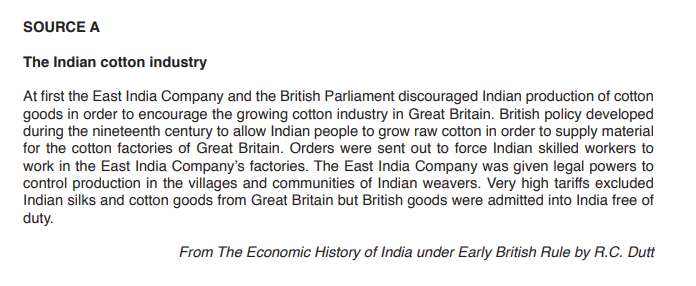 SOURCE A
The Indian cotton industry
At first the East India Company and the British Parliament discouraged Indian production of cotton
goods in order to encourage the growing cotton industry in Great Britain. British policy developed
during the nineteenth century to allow Indian people to grow raw cotton in order to supply material
for the cotton factories of Great Britain. Orders were sent out to force Indian skilled workers to
work in the East India Company's factories. The East India Company was given legal powers to
control production in the villages and communities of Indian weavers. Very high tariffs excluded
Indian silks and cotton goods from Great Britain but British goods were admitted into India free of
duty.
From The Economic History of India under Early British Rule by R.C. Dutt